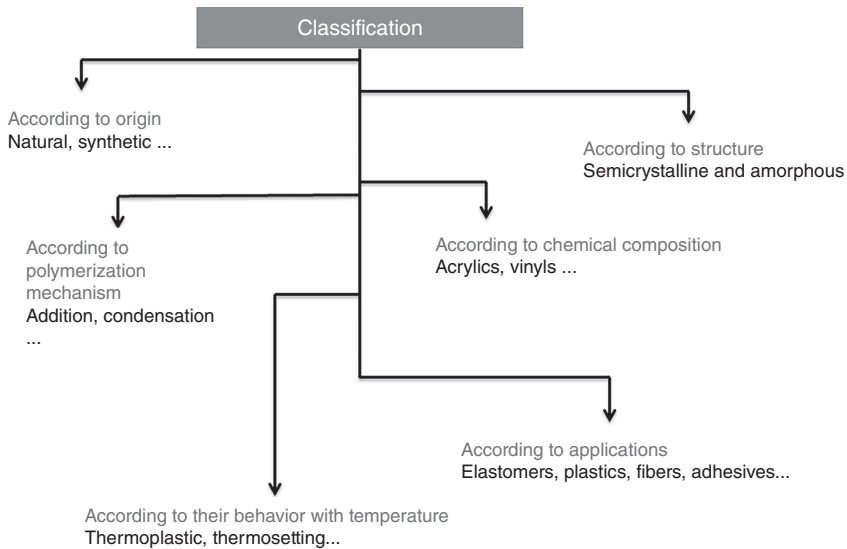 Classification
According to origin
Natural, synthetic ...
According to structure
Semicrystalline and amorphous
According to
polymerization
mechanism
Addition, condensation
...
According to chemical composition
Acrylics, vinyls ...
According to applications
Elastomers, plastics, fibers, adhesives...
According to their behavior with temperature
Thermoplastic, thermosetting...